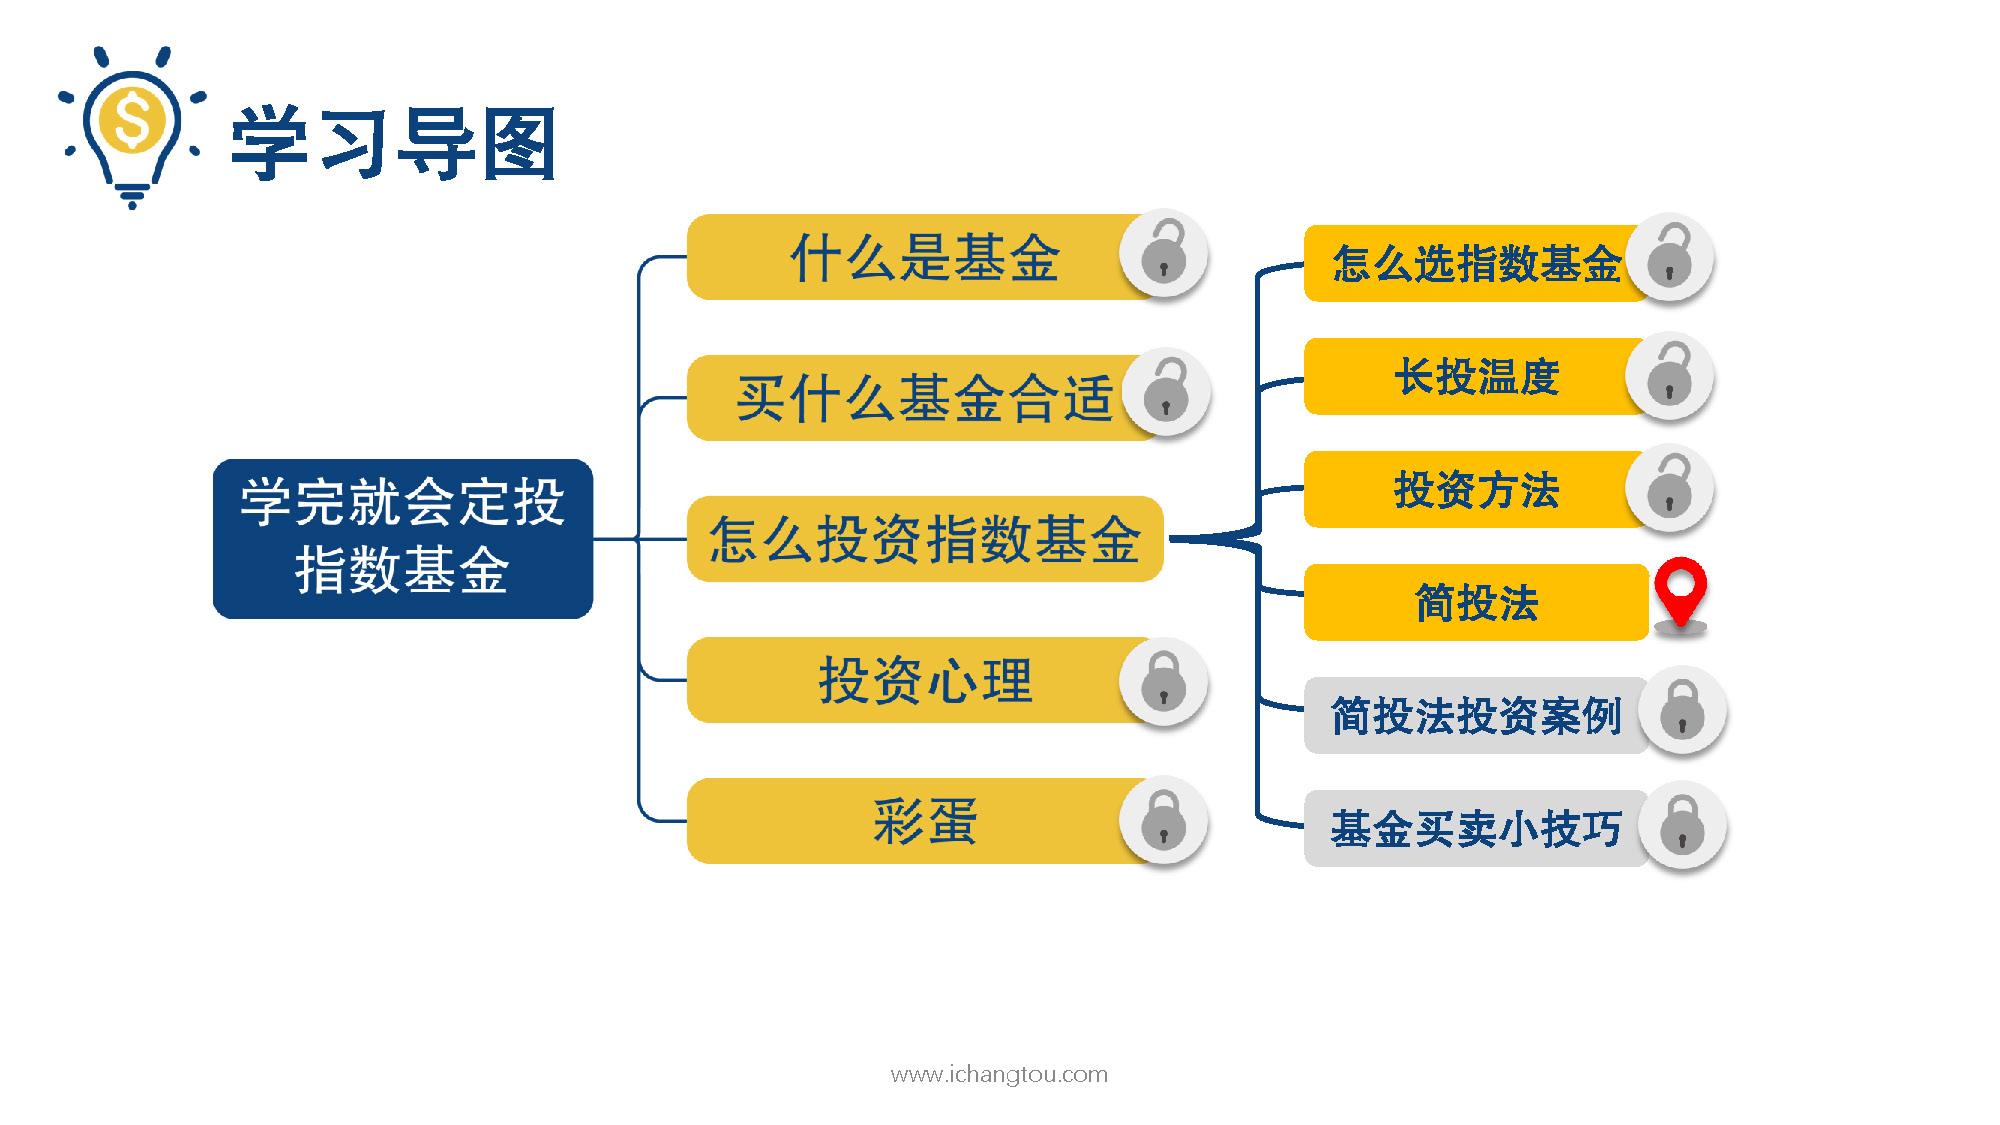 学习导图
学完就会定投
指数基金
什么是基金
买什么基金合适
怎么投资指数基金
投资心理
彩蛋
怎么选指数基金
长投温度
投资方法
简投法
简投法投资案例
基金买卖小技巧
www.ichangtou.com